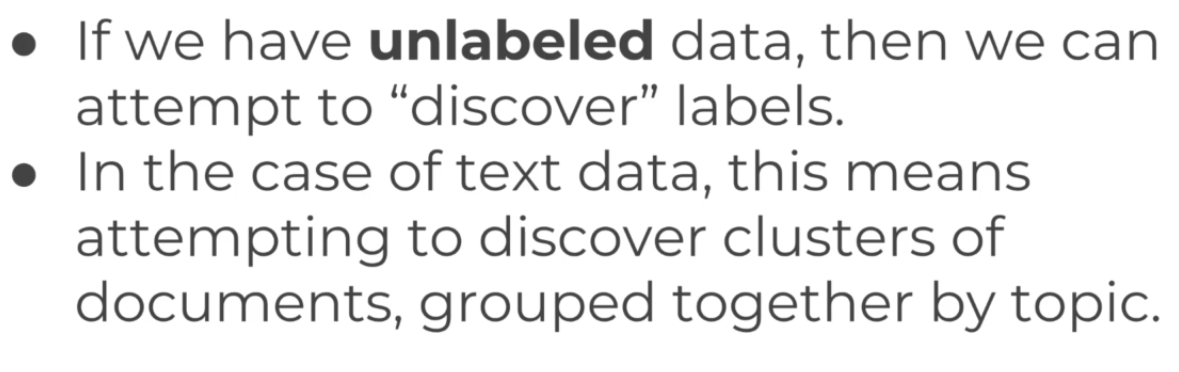 ● If we have unlabeled data, then we can
attempt to “discover” labels.
● In the case of text data, this means
attempting to discover clusters of
documents, grouped together by topic.